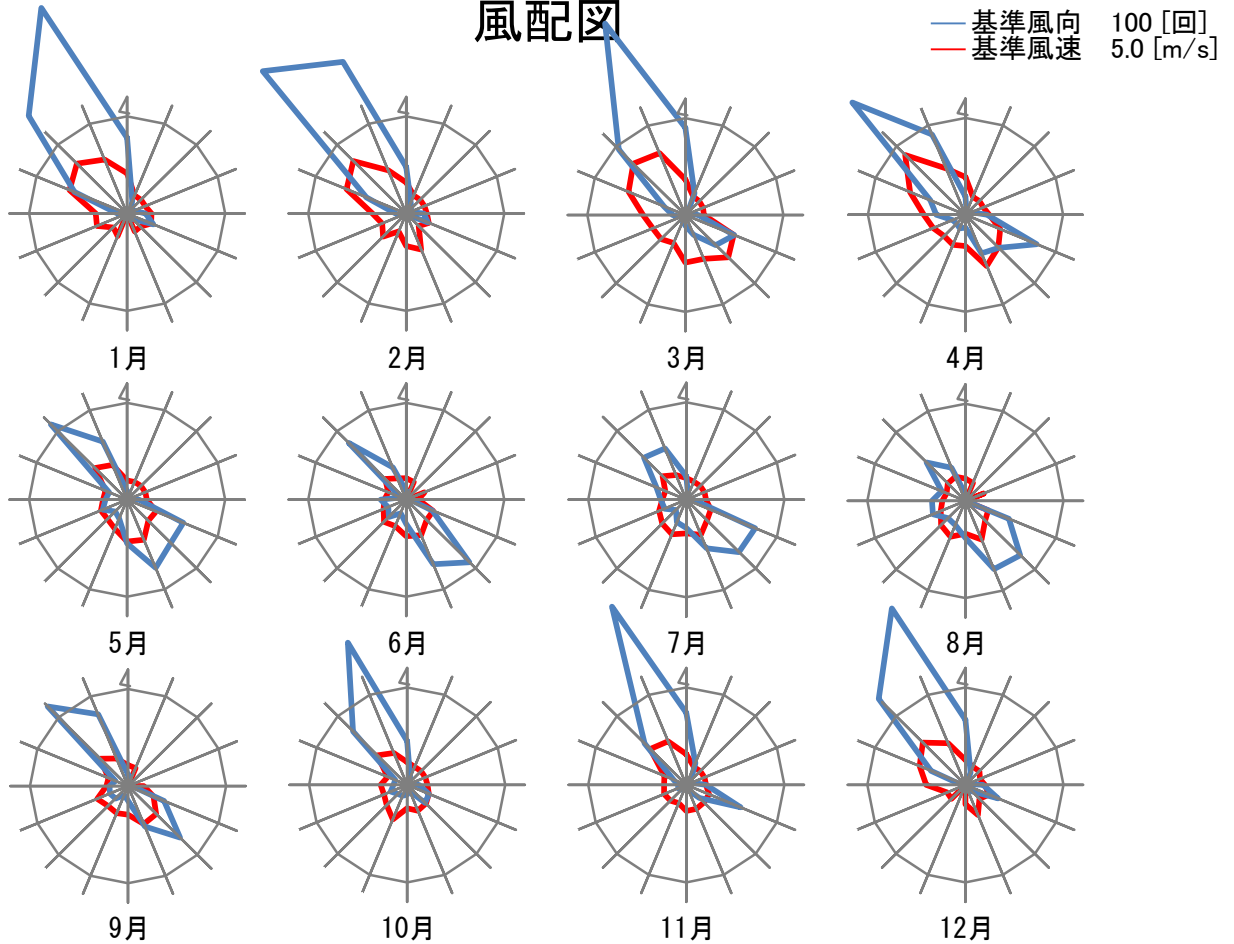 風配図
基準風向　100 [回]
基準風速　5.0 [m/s]
1月
2月
3月
4月
5月
6月
7月
8月
9月
10月
11月
12月